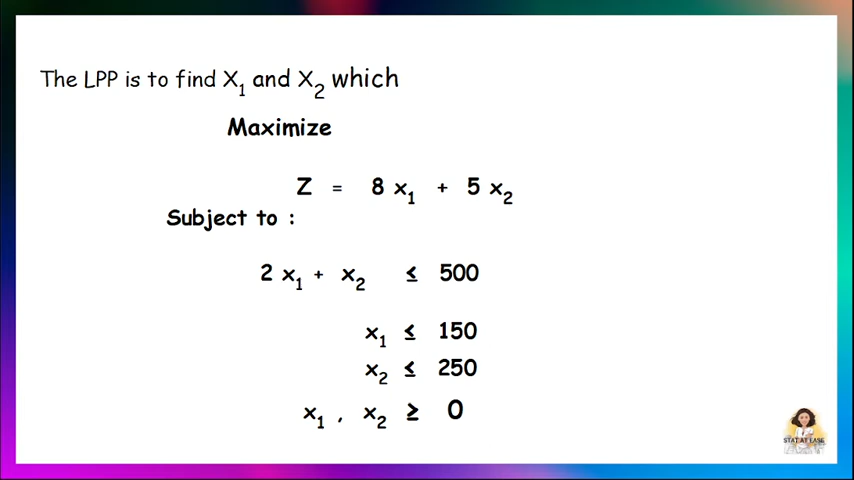 The LPP is to find X₁ and X₂ which
Maximize
Z = 8 x₁ + 5 x₂
Subject to :
2 x₁ + x₂ ≤ 500
x₁ ≤ 150
x₂ ≤ 250
x₁ , x₂ ≥ 0
STAT AT EASE